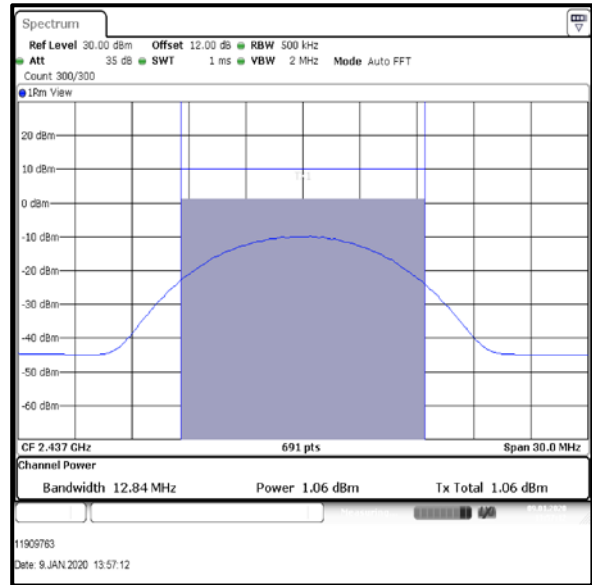 Spectrum
Ref Level 30.00 dBm Offset 12.00 dB RBW 500 kHz
Att 35 dB SWT 1 ms VBW 2 MHz Mode Auto FFT
Count 300/300
1Rm View
20 dBm
10 dBm
0 dBm
-10 dBm
-20 dBm
-30 dBm
-40 dBm
-50 dBm
-60 dBm
CF 2.437 GHz 691 pts Span 30.0 MHz
Channel Power
Bandwidth 12.84 MHz Power 1.06 dBm Tx Total 1.06 dBm
11909763
Date: 9.JAN.2020 13:57:12